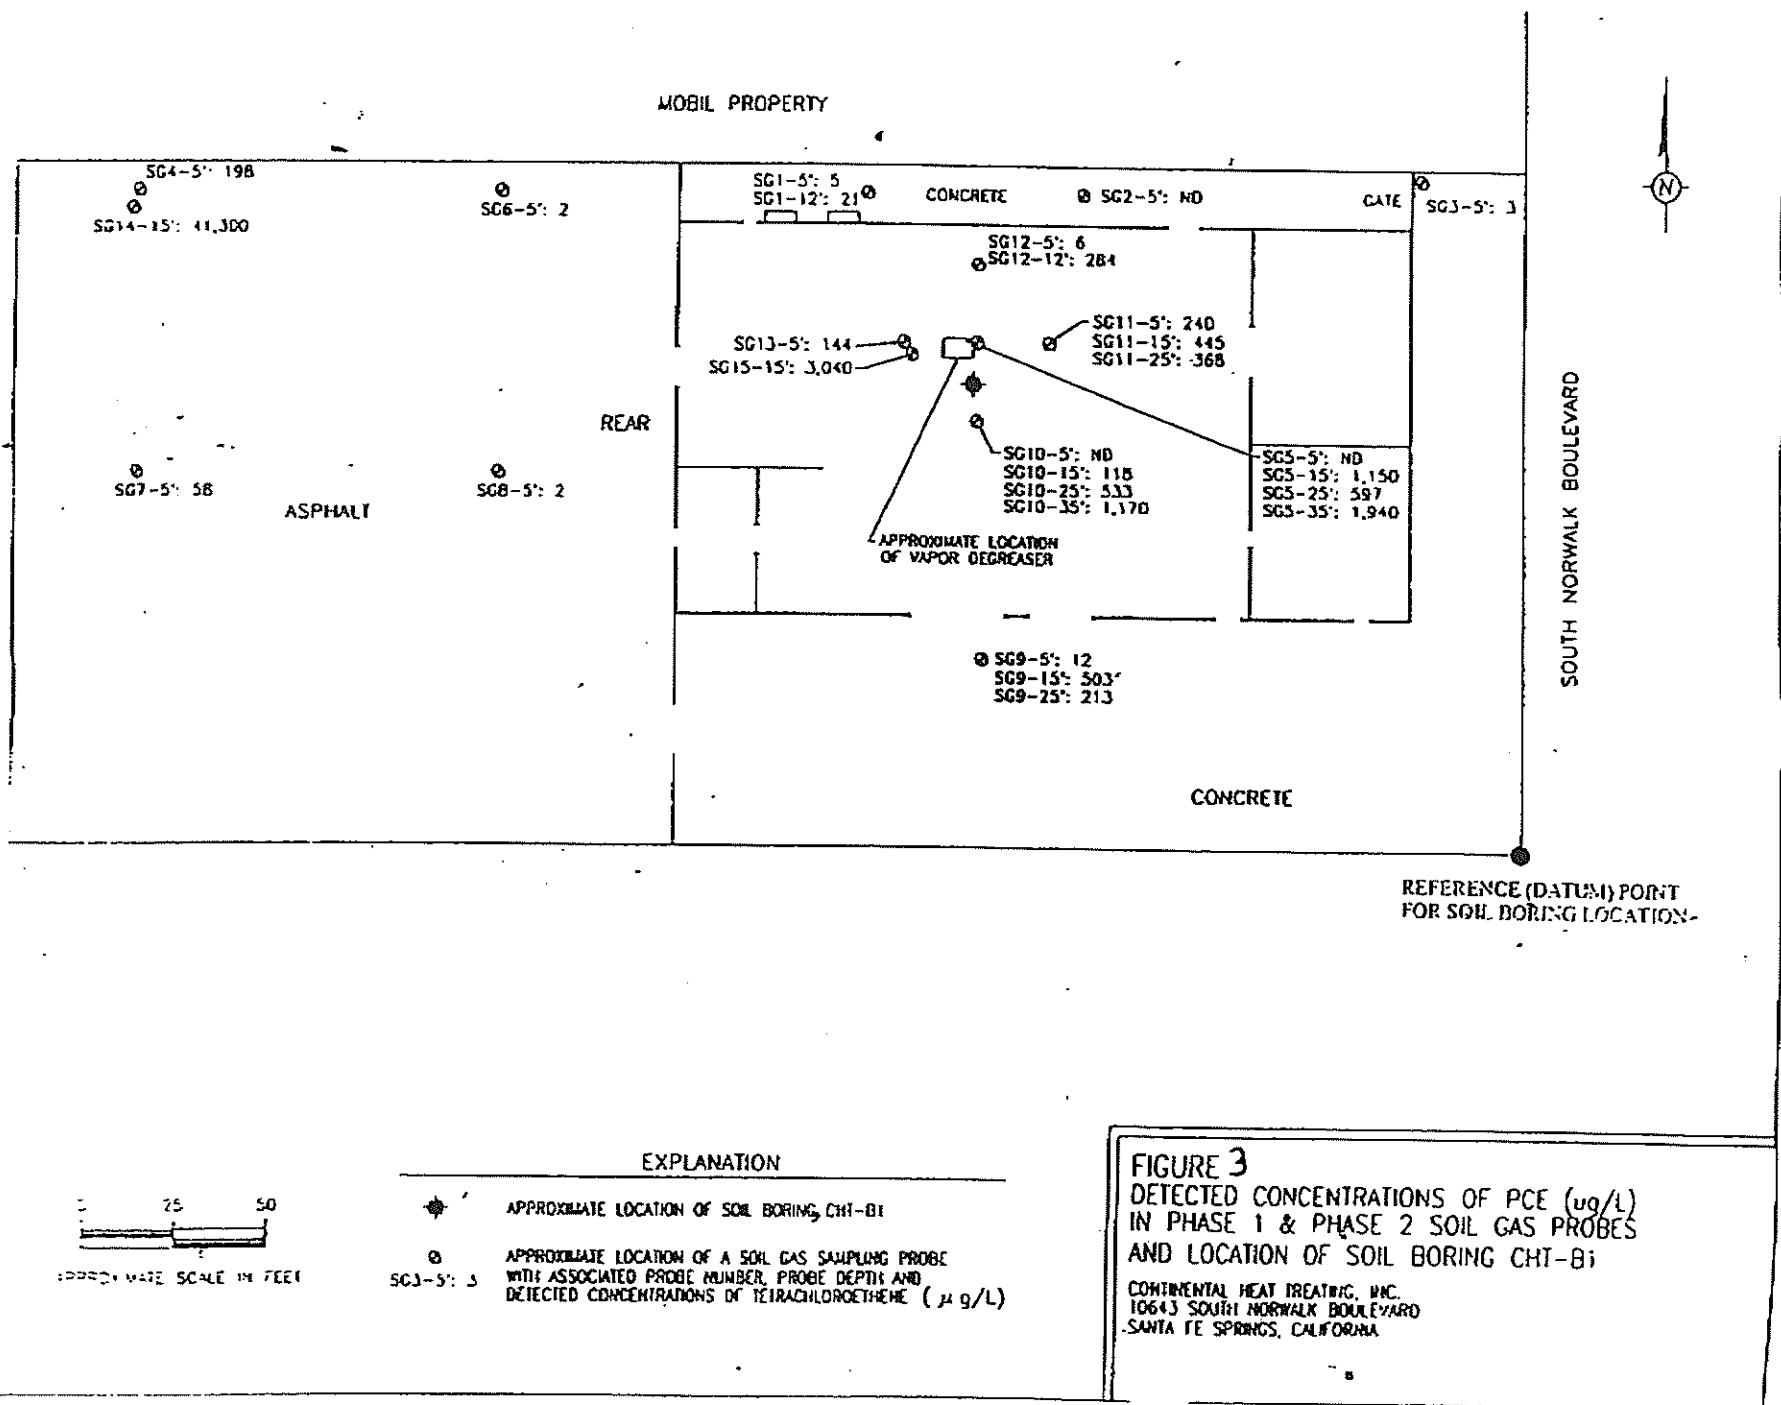 MOBIL PROPERTY
SG4-5': 198
SG14-15': 41,300
SG6-5': 2
SG1-5': 5
SG1-12': 21
CONCRETE
SG2-5': ND
GATE
SG3-5': 3
N
SG12-5': 6
SG12-12': 284
SG13-5': 144
SG15-15': 3,040
SG11-5': 240
SG11-15': 445
SG11-25': 368
REAR
SG10-5': ND
SG10-15': 118
SG10-25': 533
SG10-35': 1,170
SG5-5': ND
SG5-15': 1,150
SG5-25': 597
SG5-35': 1,940
SG7-5': 58
SG8-5': 2
ASPHALT
APPROXIMATE LOCATION
OF VAPOR DEGREASER
SOUTH NORWALK BOULEVARD
SG9-5': 12
SG9-15': 503
SG9-25': 213
CONCRETE
REFERENCE (DATUM) POINT
FOR SOIL BORING LOCATION
EXPLANATION
25 50
APPROXIMATE SCALE IN FEET
APPROXIMATE LOCATION OF SOIL BORING CHT-B1
APPROXIMATE LOCATION OF A SOIL GAS SAMPLING PROBE
SG3-5': 3 WITH ASSOCIATED PROBE NUMBER, PROBE DEPTH AND
DETECTED CONCENTRATIONS OF TETRACHLOROETHENE (µg/L)
FIGURE 3
DETECTED CONCENTRATIONS OF PCE (ug/L)
IN PHASE 1 & PHASE 2 SOIL GAS PROBES
AND LOCATION OF SOIL BORING CHT-B1
CONTINENTAL HEAT TREATING, INC.
10643 SOUTH NORWALK BOULEVARD
SANTA FE SPRINGS, CALIFORNIA